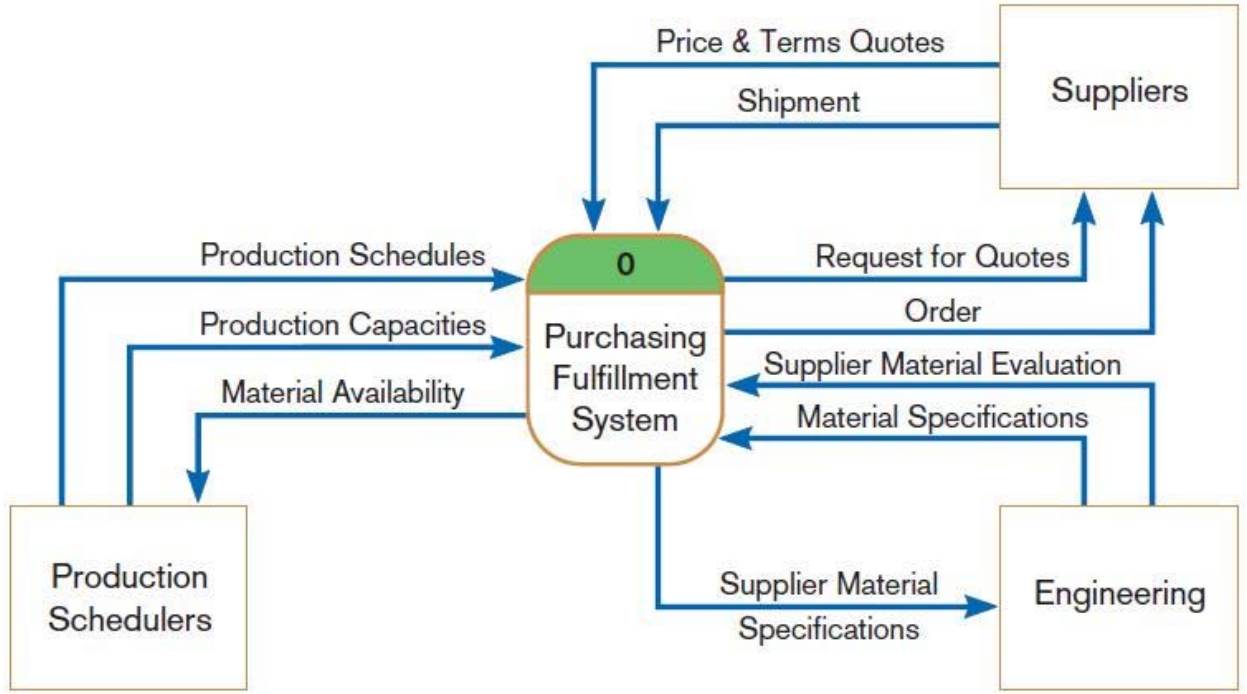 Price & Terms Quotes
Suppliers
Shipment
Production Schedules
0
Request for Quotes
Order
Production Capacities
Purchasing
Fulfillment
System
Supplier Material Evaluation
Material Availability
Material Specifications
Production
Schedulers
Supplier Material
Specifications
Engineering